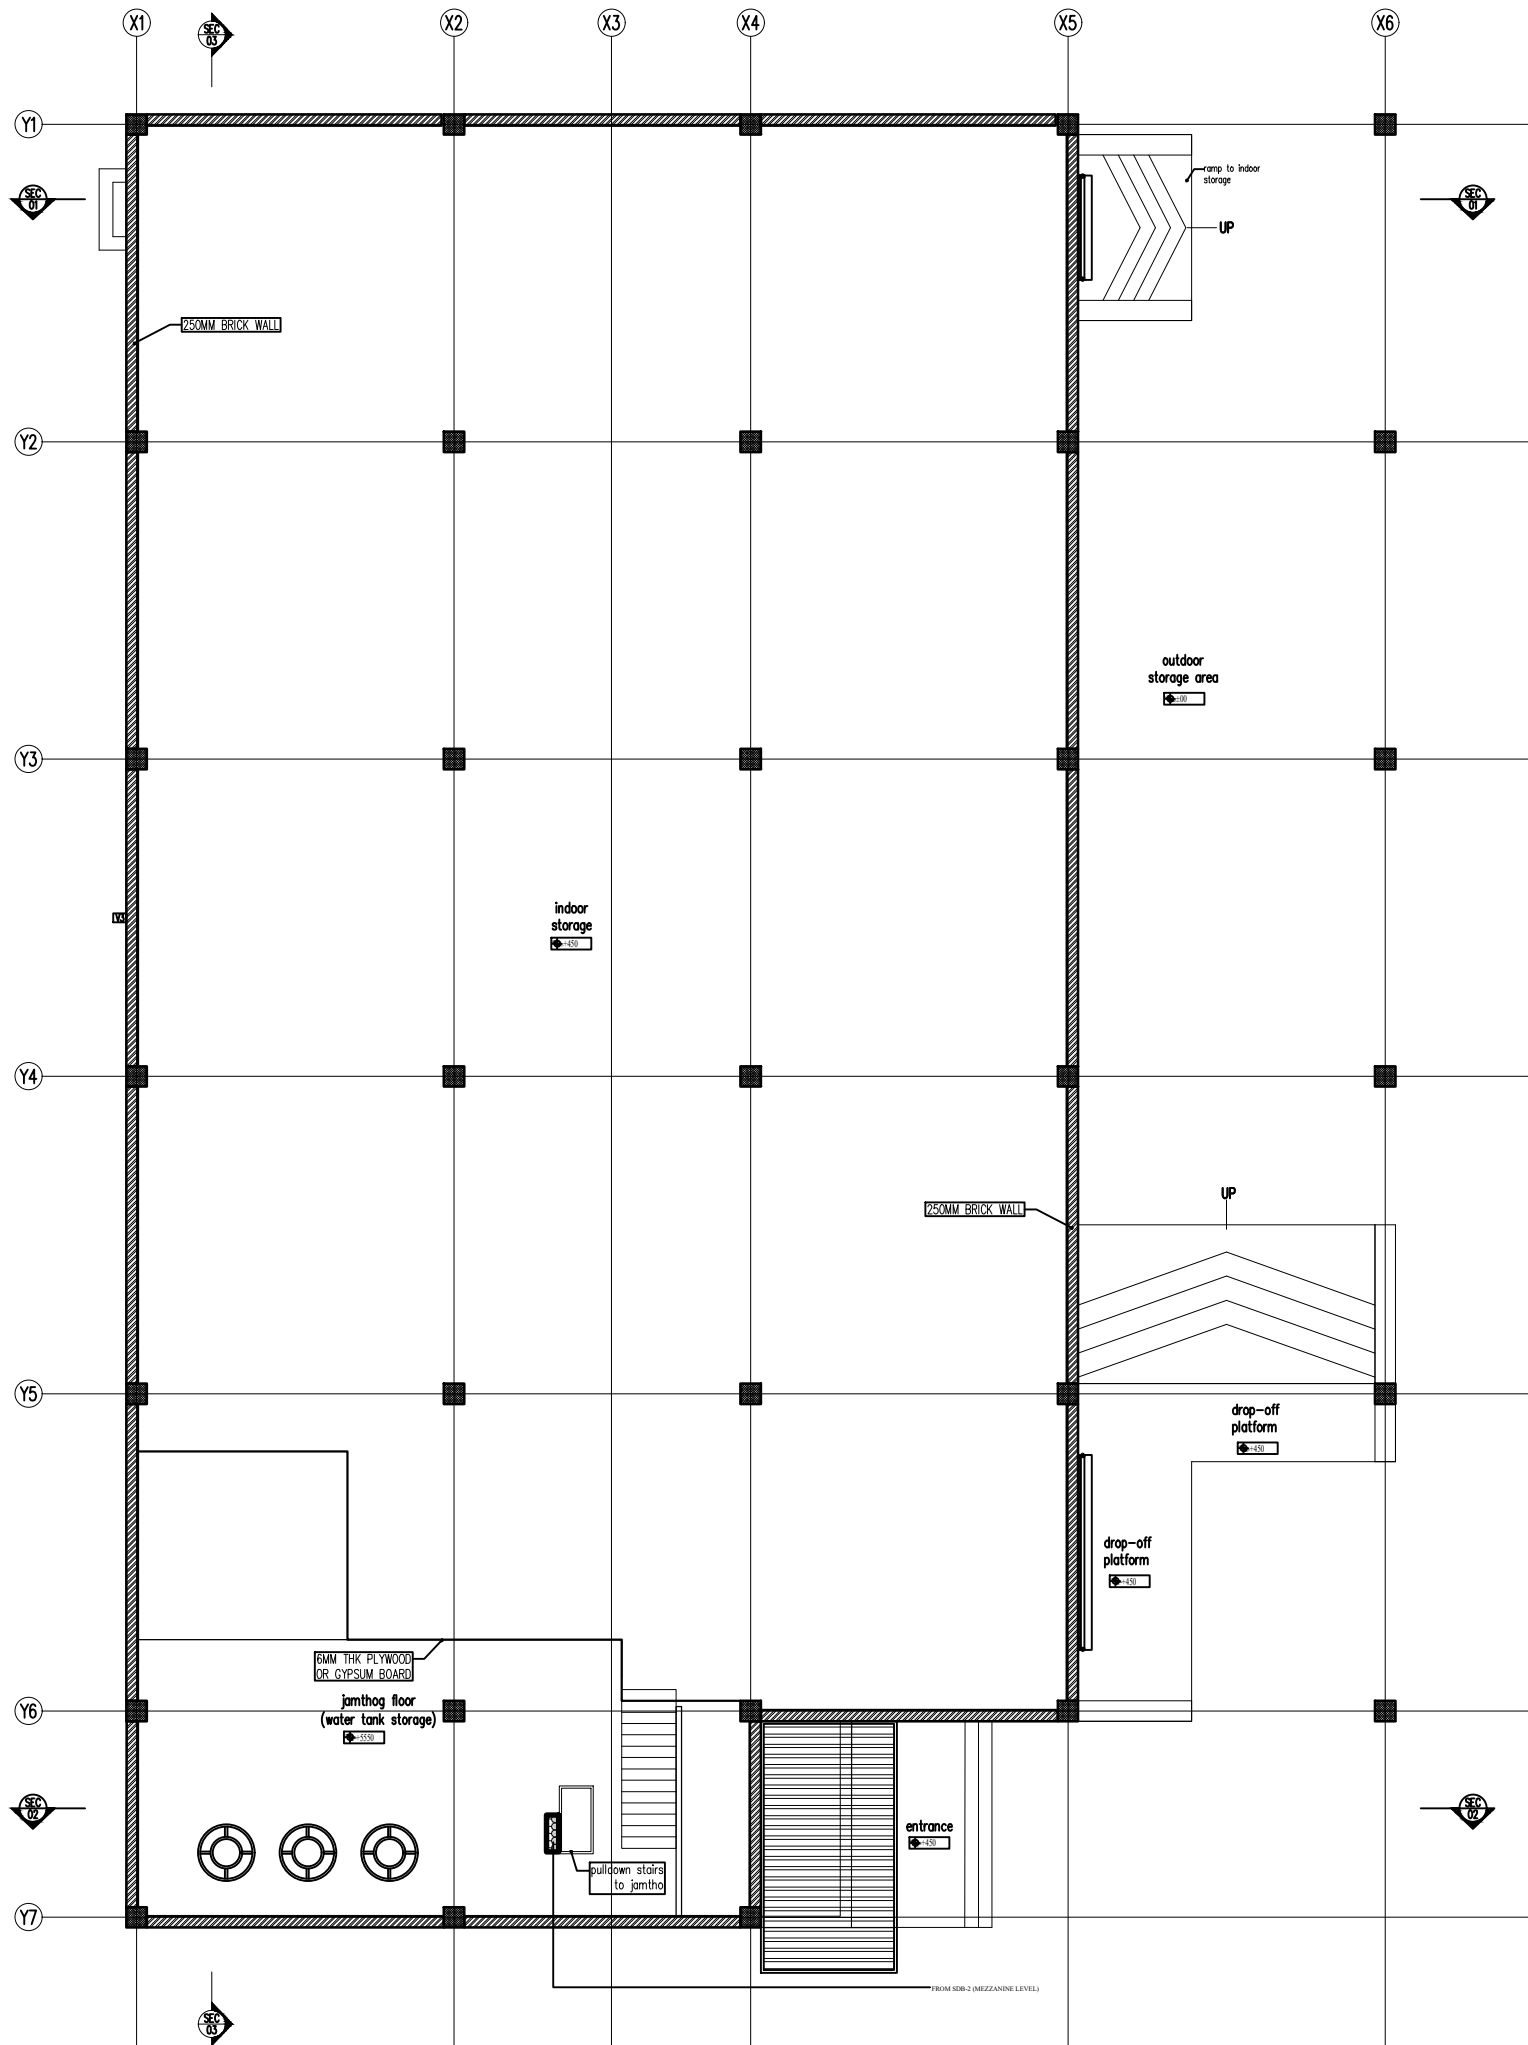 X1
X2
X3
X4
X5
X6
SEC
03
Y1
ramp to indoor
storage
SEC
01
SEC
01
UP
250MM BRICK WALL
Y2
outdoor
storage area
±00
Y3
indoor
storage
+450
V3
Y4
UP
250MM BRICK WALL
Y5
drop-off
platform
+450
drop-off
platform
+450
6MM THK PLYWOOD
OR GYPSUM BOARD
jamthog floor
(water tank storage)
+5550
Y6
SEC
02
SEC
02
entrance
+450
pulldown stairs
to jamtho
Y7
FROM SDB-2 (MEZZANINE LEVEL)
SEC
03